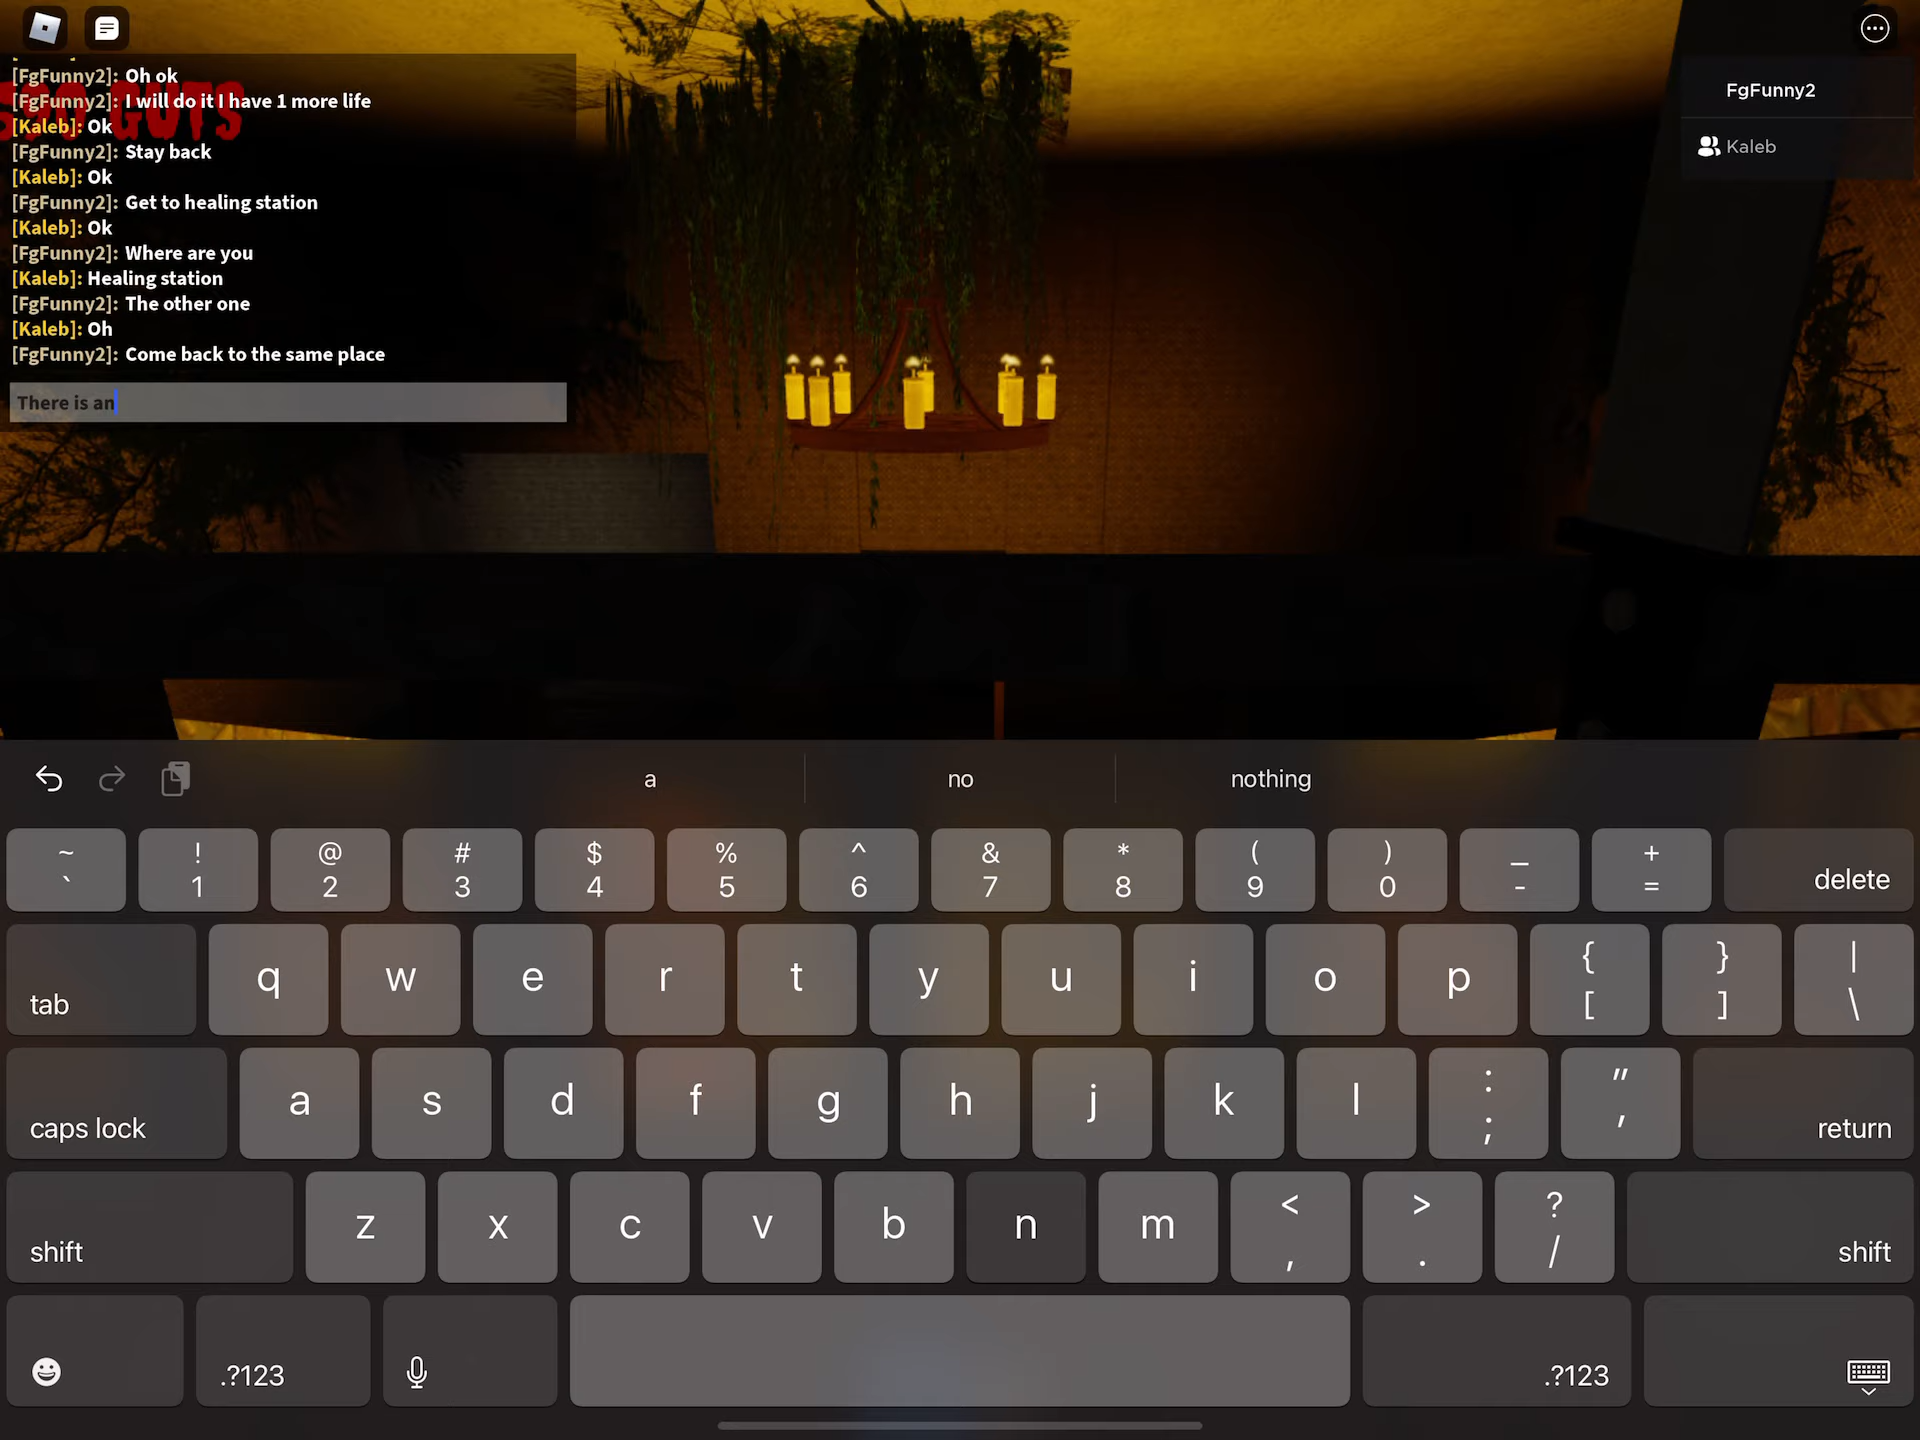 [FgFunny2]: Oh ok
[FgFunny2]: I will do it I have 1 more life
GUTS
[Kaleb]: Ok
[FgFunny2]: Stay back
[Kaleb]: Ok
[FgFunny2]: Get to healing station
[Kaleb]: Ok
[FgFunny2]: Where are you
[Kaleb]: Healing station
[FgFunny2]: The other one
[Kaleb]: Oh
[FgFunny2]: Come back to the same place
There is an
FgFunny2
Kaleb
a no nothing
~ ! @ # $ % ^ & * ( ) _ +
` 1 2 3 4 5 6 7 8 9 0 - = delete
tab q w e r t y u i o p { [ } ] | \
caps lock a s d f g h j k l : ; " ' return
shift z x c v b n m < , > . ? / shift
.?123 .?123